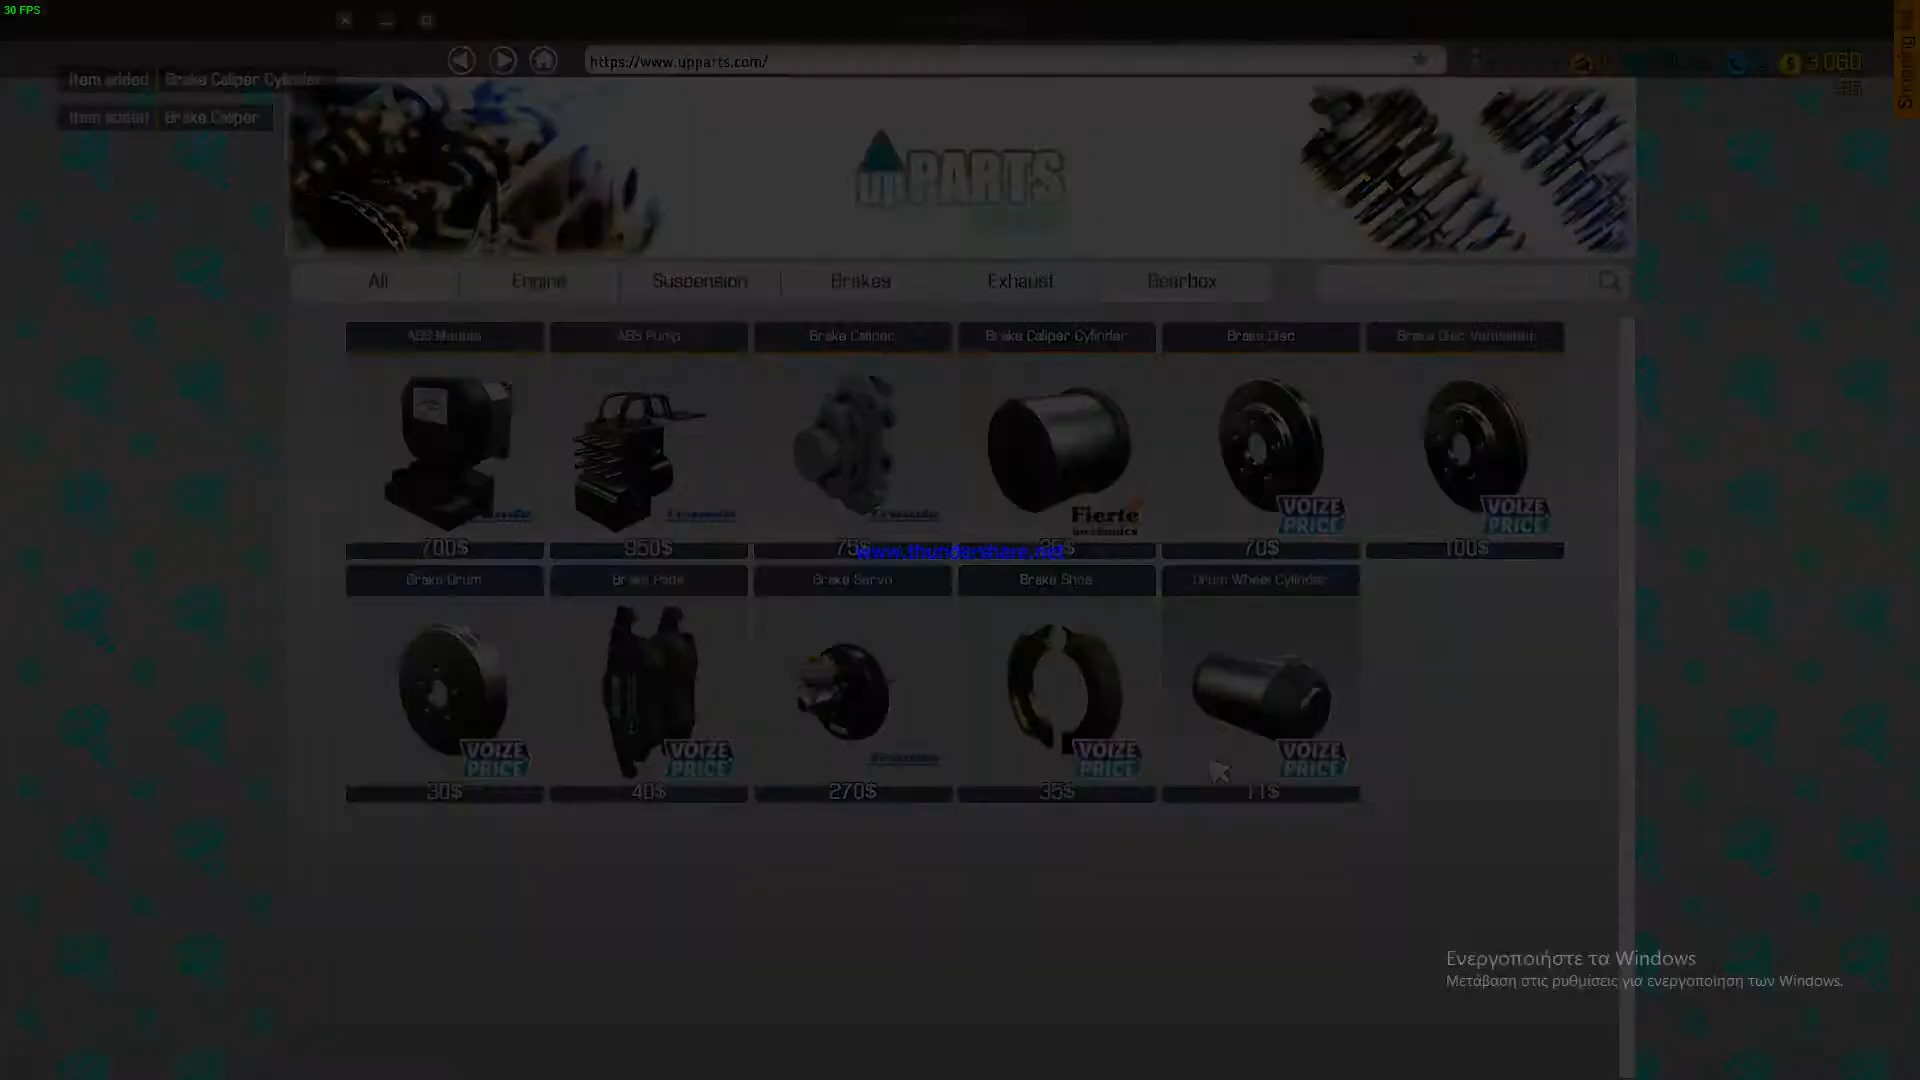 30 FPS
https://www.upparts.com/
3 060
Item added Brake Caliper Cylinder
Item added Brake Caliper
up PARTS
All Engine Suspension Brakes Exhaust Gearbox
ABS Module ABS Pump Brake Caliper Brake Caliper Cylinder Brake Disc Brake Disc Ventilated
Fierte
mechanics
VOIZE
PRICE
VOIZE
PRICE
700$ 950$ 75$ 70$ 100$
www.thundershare.net
Brake Drum Brake Pads Brake Servo Brake Shoe Drum Wheel Cylinder
VOIZE
PRICE
VOIZE
PRICE
VOIZE
PRICE
VOIZE
PRICE
30$ 40$ 270$ 35$ 11$
Ενεργοποιήστε τα Windows
Μετάβαση στις ρυθμίσεις για ενεργοποίηση των Windows.